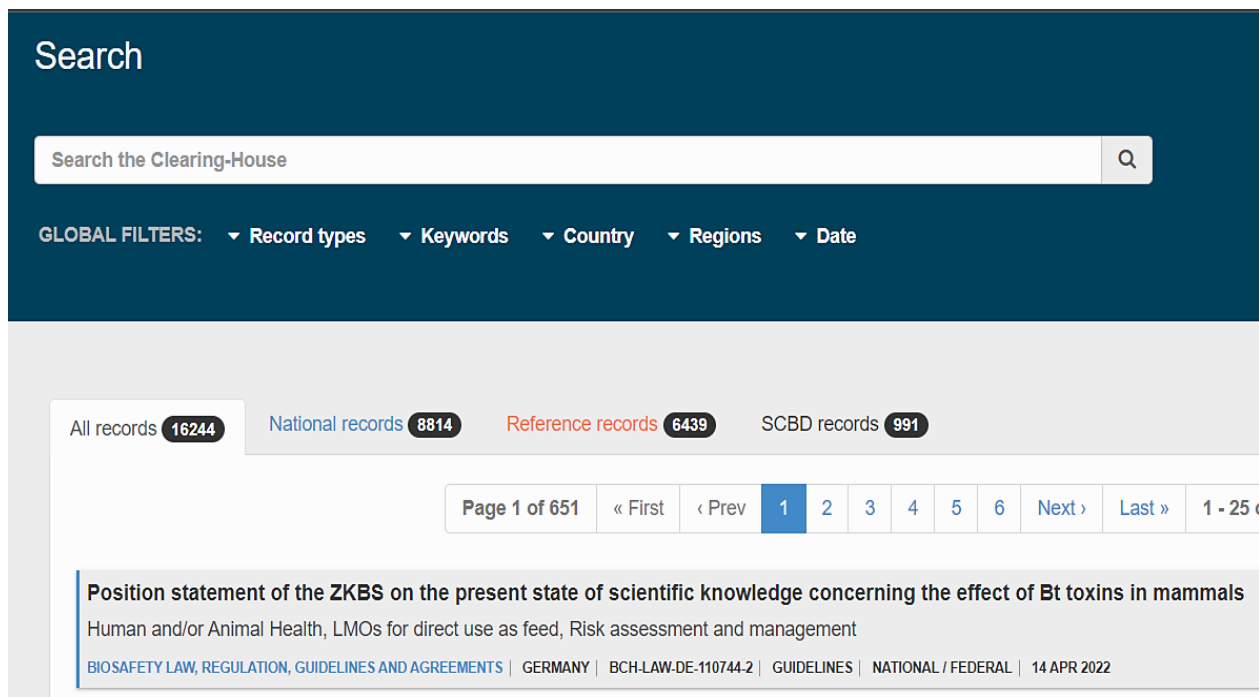 Search
Search the Clearing-House
GLOBAL FILTERS: Record types Keywords Country Regions Date
All records 16244 National records 8814 Reference records 6439 SCBD records 991
Page 1 of 651 « First ‹ Prev 1 2 3 4 5 6 Next › Last » 1 - 25
Position statement of the ZKBS on the present state of scientific knowledge concerning the effect of Bt toxins in mammals
Human and/or Animal Health, LMOs for direct use as feed, Risk assessment and management
BIOSAFETY LAW, REGULATION, GUIDELINES AND AGREEMENTS | GERMANY | BCH-LAW-DE-110744-2 | GUIDELINES | NATIONAL / FEDERAL | 14 APR 2022